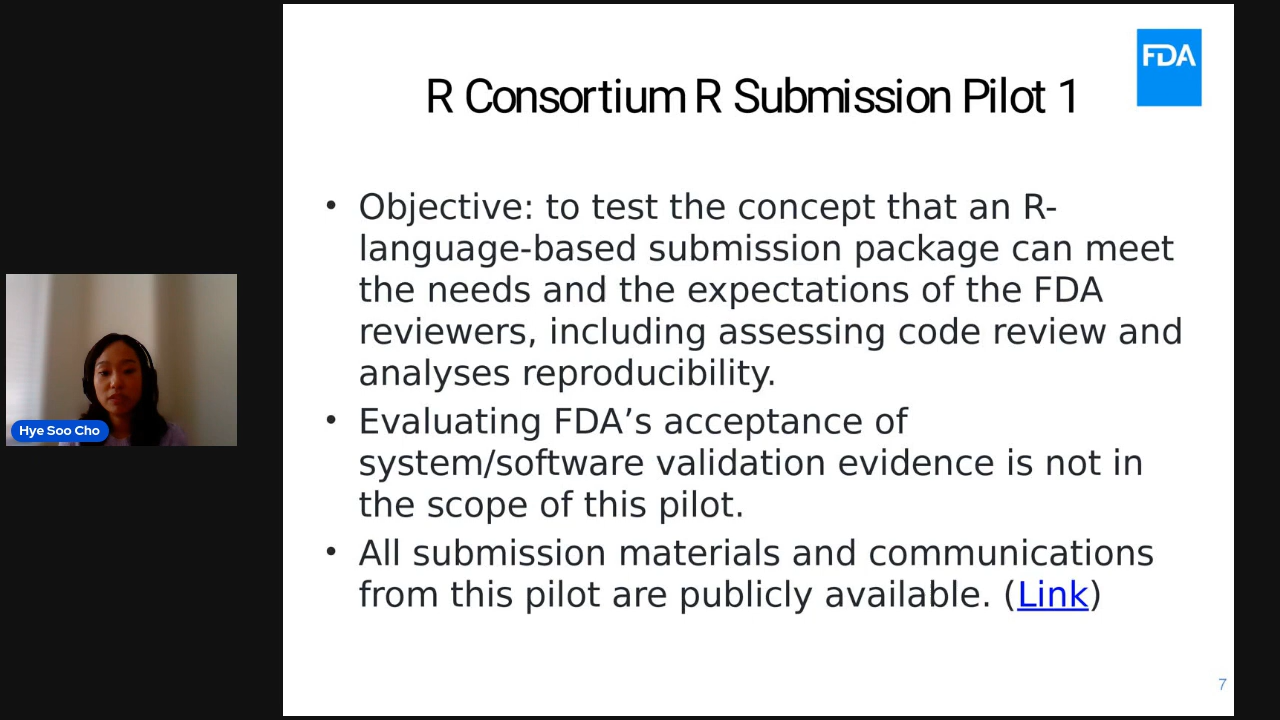 FDA
R Consortium R Submission Pilot 1
• Objective: to test the concept that an R-
language-based submission package can meet
the needs and the expectations of the FDA
reviewers, including assessing code review and
analyses reproducibility.
• Evaluating FDA’s acceptance of
system/software validation evidence is not in
the scope of this pilot.
• All submission materials and communications
from this pilot are publicly available. (Link)
Hye Soo Cho
7